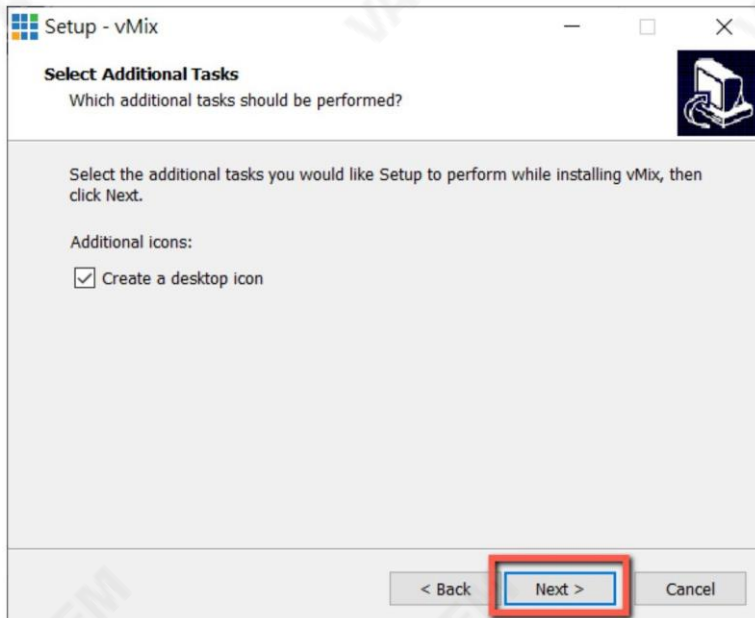 Setup - vMix
Select Additional Tasks
Which additional tasks should be performed?
Select the additional tasks you would like Setup to perform while installing vMix, then
click Next.
Additional icons:
Create a desktop icon
< Back
Next >
Cancel